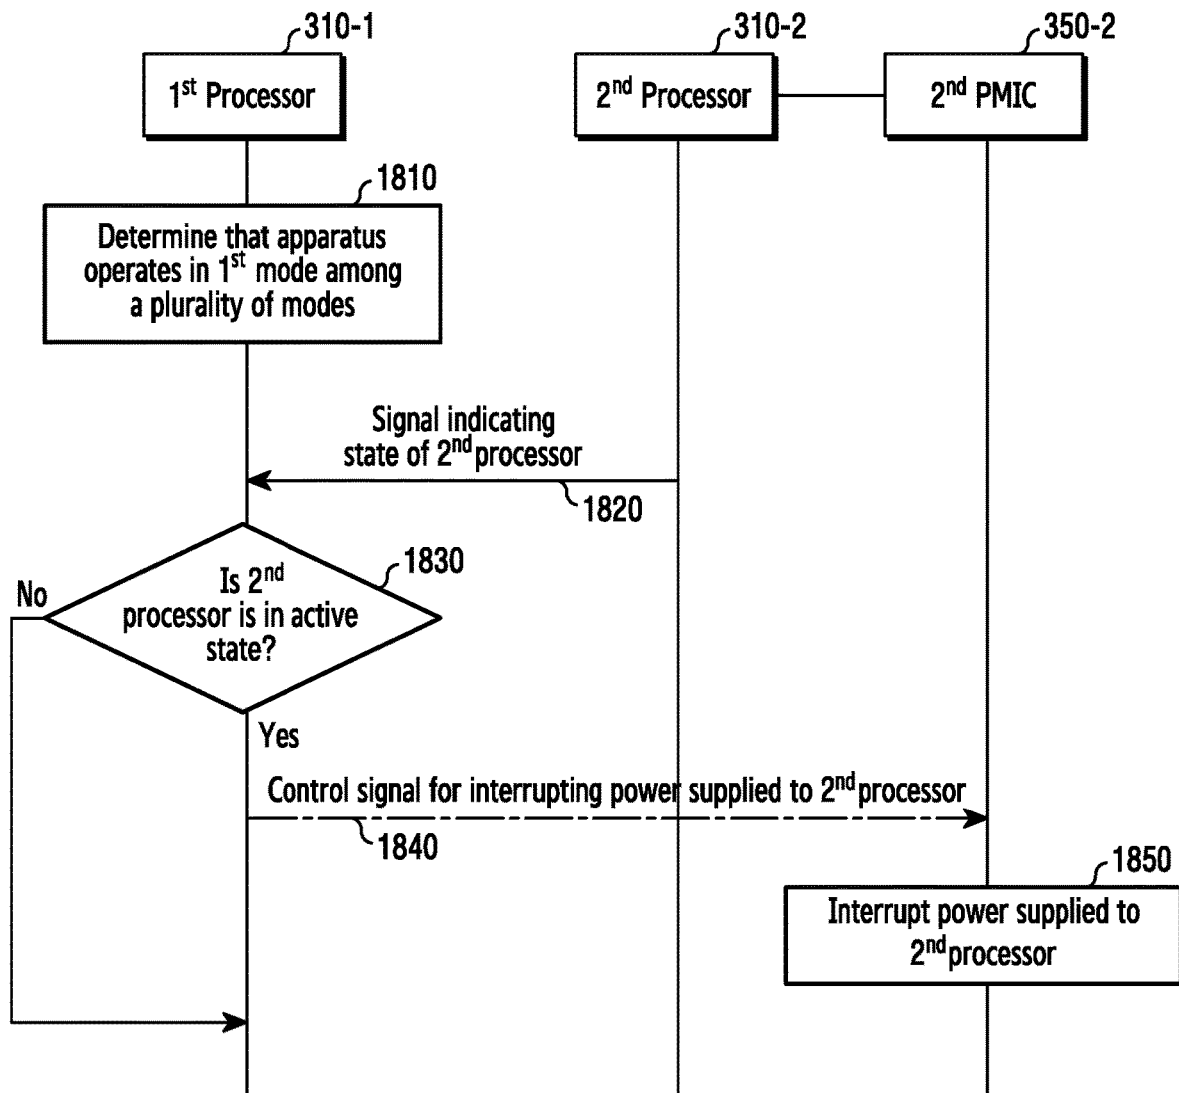 310-1
310-2
350-2
1st Processor
2nd Processor
2nd PMIC
1810
Determine that apparatus
operates in 1st mode among
a plurality of modes
Signal indicating
state of 2nd processor
1820
1830
Is 2nd
processor is in active
state?
No
Yes
Control signal for interrupting power supplied to 2nd processor
1840
1850
Interrupt power supplied to
2nd processor